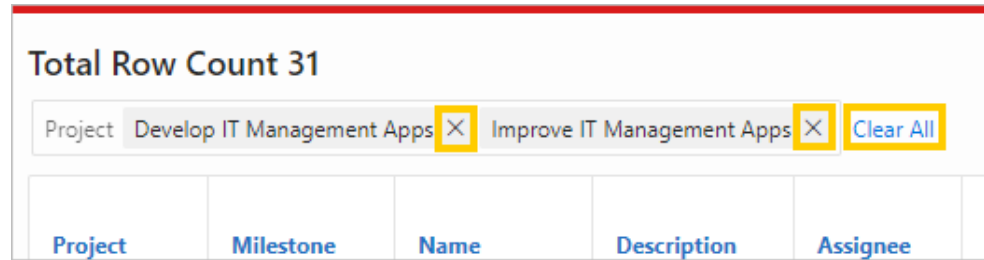 Total Row Count 31
Project Develop IT Management Apps × Improve IT Management Apps × Clear All
Project Milestone Name Description Assignee